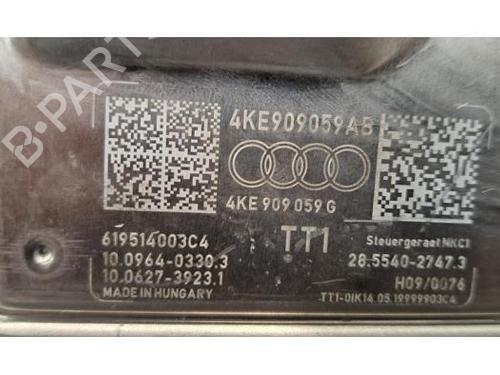 B-PARTS
4KE909059AB
4KE 909 059 G
619514003C4
TT1
Steuergeraet NKC1
10.0964-0330.3
28.5540-2747.3
10.0627-3923.1
H09/0076
MADE IN HUNGARY
TT1-0IK14.05.19999903C4